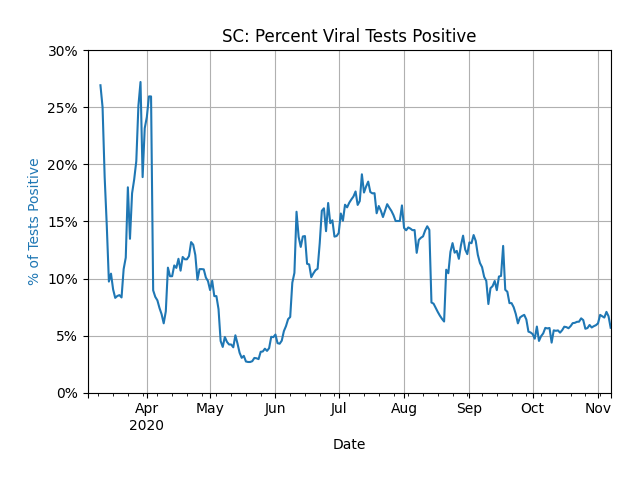 SC: Percent Viral Tests Positive
30%
25%
20%
15%
10%
5%
0%
% of Tests Positive
Apr May Jun Jul Aug Sep Oct Nov
2020
Date